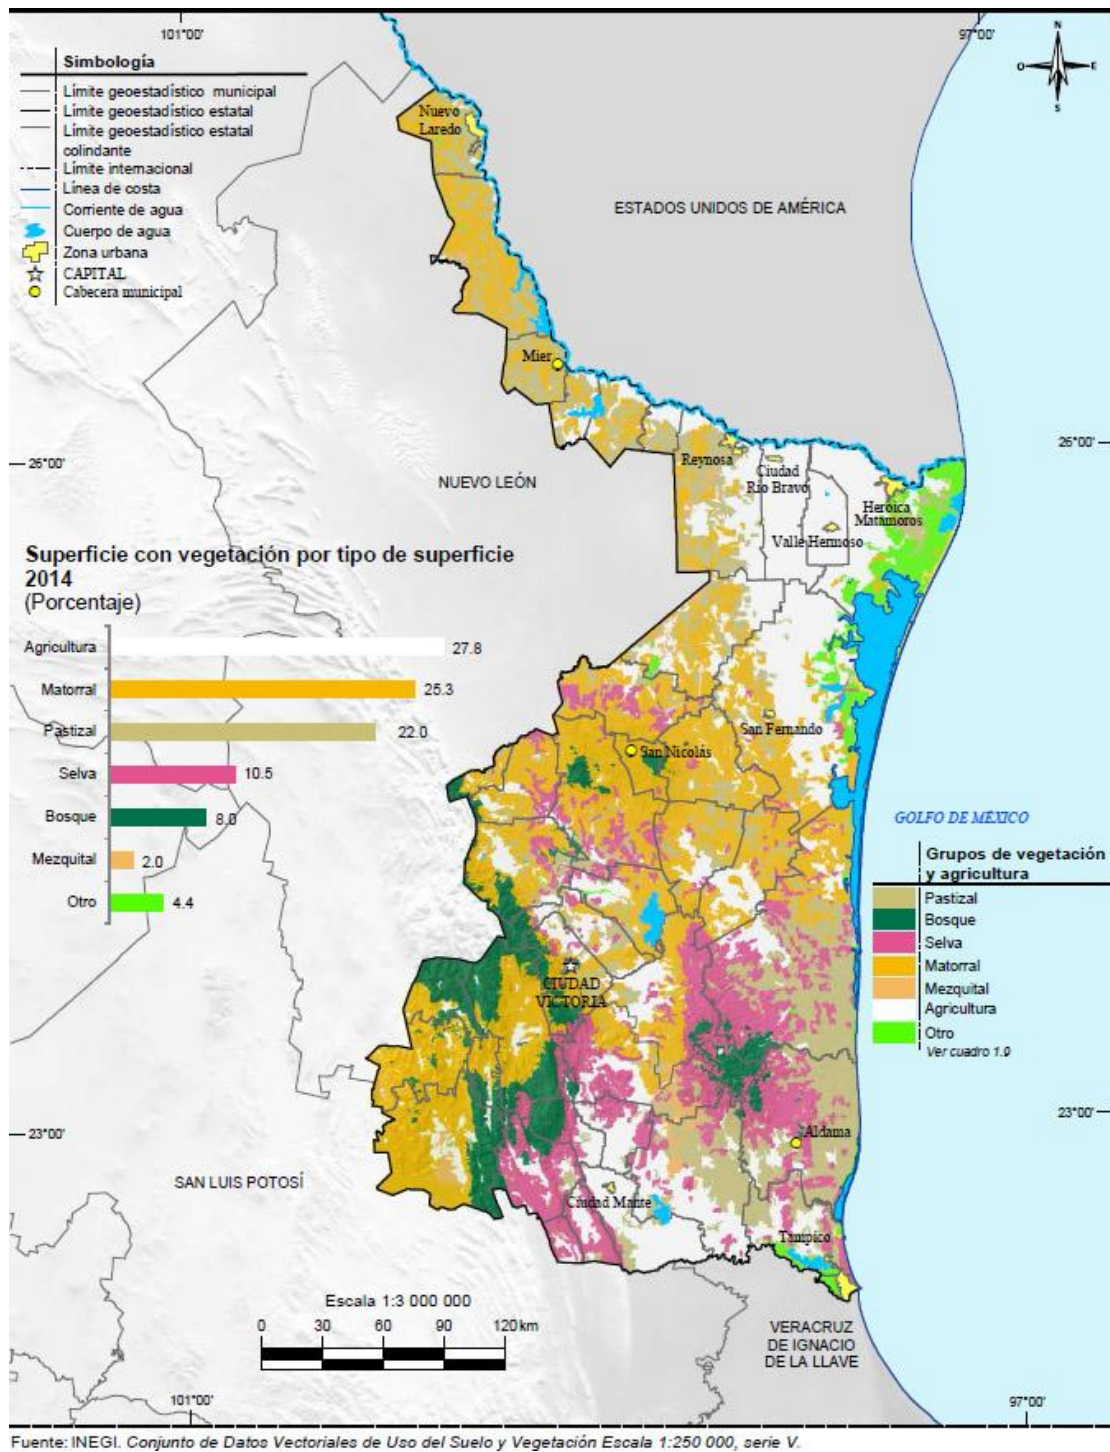 101°00'
97°00'
N
O
E
S
Simbología
Límite geoestadístico municipal
Límite geoestadístico estatal
Límite geoestadístico estatal
colindante
Límite internacional
Línea de costa
Corriente de agua
Cuerpo de agua
Zona urbana
CAPITAL
Cabecera municipal
Nuevo
Laredo
ESTADOS UNIDOS DE AMÉRICA
Mier
26°00'
26°00'
NUEVO LEÓN
Reynosa
Ciudad
Río Bravo
Heroica
Matamoros
Valle Hermoso
Superficie con vegetación por tipo de superficie
2014
(Porcentaje)
Agricultura 27.8
Matorral 25.3
Pastizal 22.0
Selva 10.5
Bosque 8.0
Mezquital 2.0
Otro 4.4
San Fernando
San Nicolás
GOLFO DE MÉXICO
Grupos de vegetación
y agricultura
Pastizal
Bosque
Selva
Matorral
Mezquital
Agricultura
Otro
Ver cuadro 1.9
CIUDAD
VICTORIA
23°00'
23°00'
Aldama
SAN LUIS POTOSÍ
Ciudad Mante
Tampico
Escala 1:3 000 000
0 30 60 90 120 km
VERACRUZ
DE IGNACIO
DE LA LLAVE
101°00'
97°00'
Fuente: INEGI. Conjunto de Datos Vectoriales de Uso del Suelo y Vegetación Escala 1:250 000, serie V.